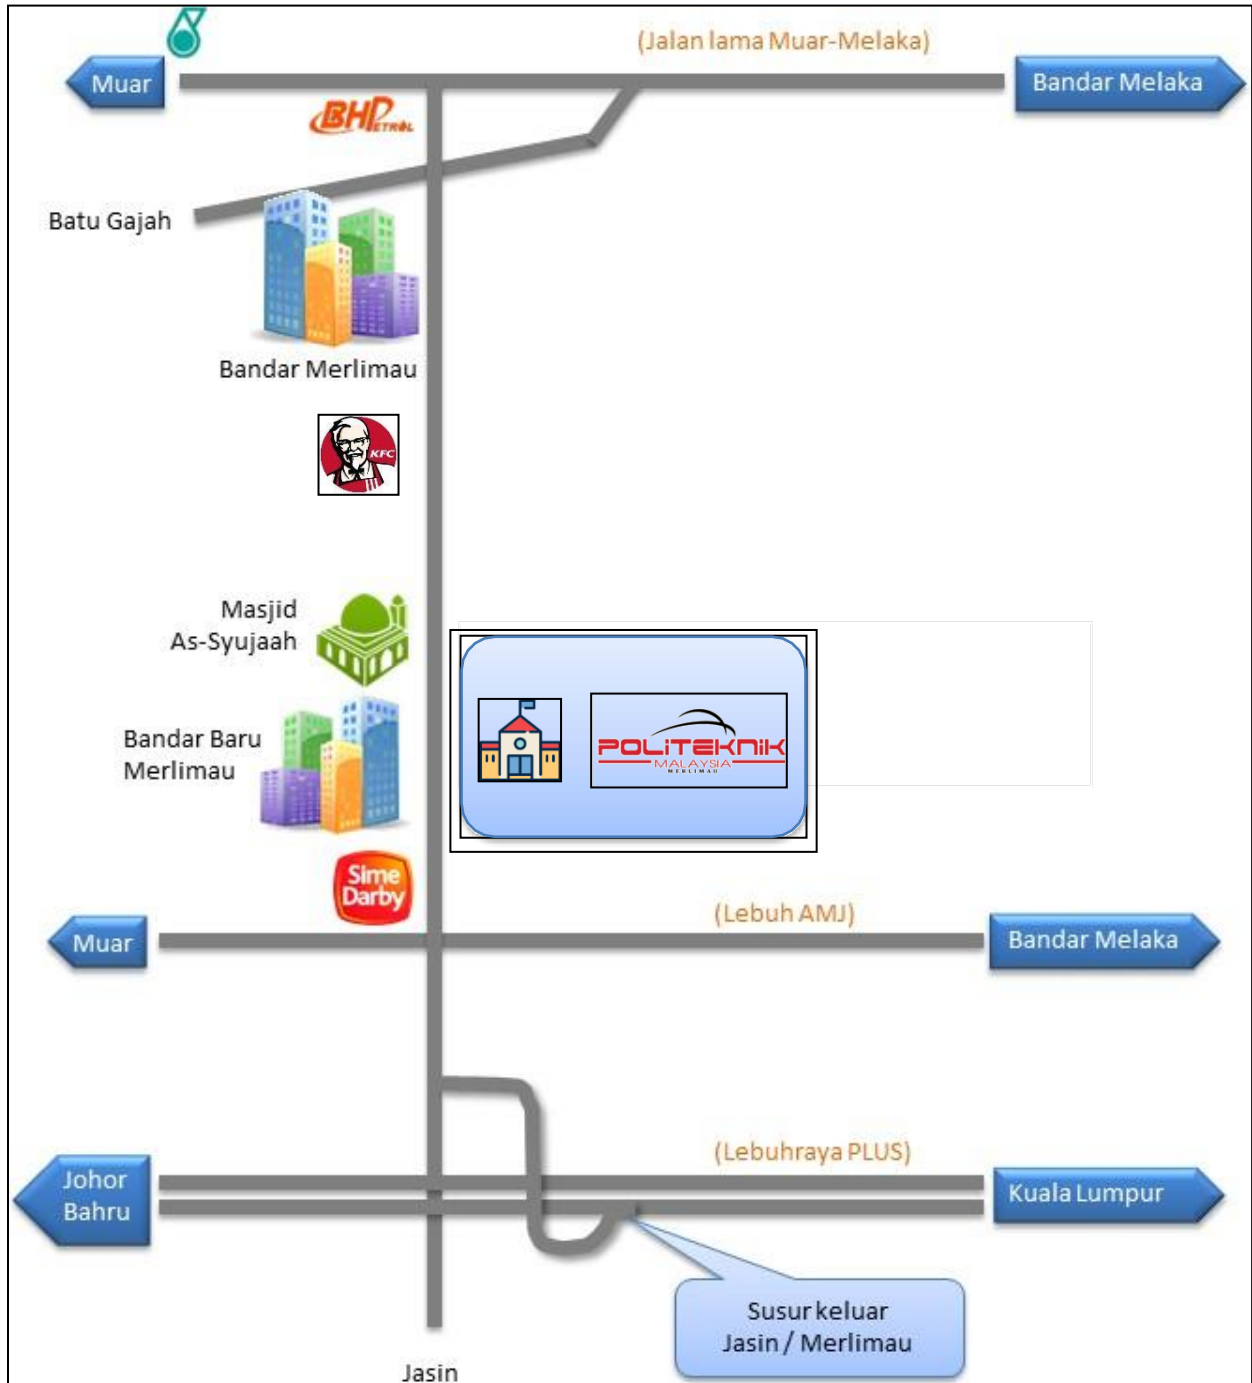 (Jalan lama Muar-Melaka)
Muar
Bandar Melaka
BHPETROL
Batu Gajah
Bandar Merlimau
KFC
Masjid
As-Syujaah
POLITEKNIK
MALAYSIA
MERLIMAU
Bandar Baru
Merlimau
Sime
Darby
(Lebuh AMJ)
Muar
Bandar Melaka
(Lebuhraya PLUS)
Johor
Bahru
Kuala Lumpur
Susur keluar
Jasin / Merlimau
Jasin